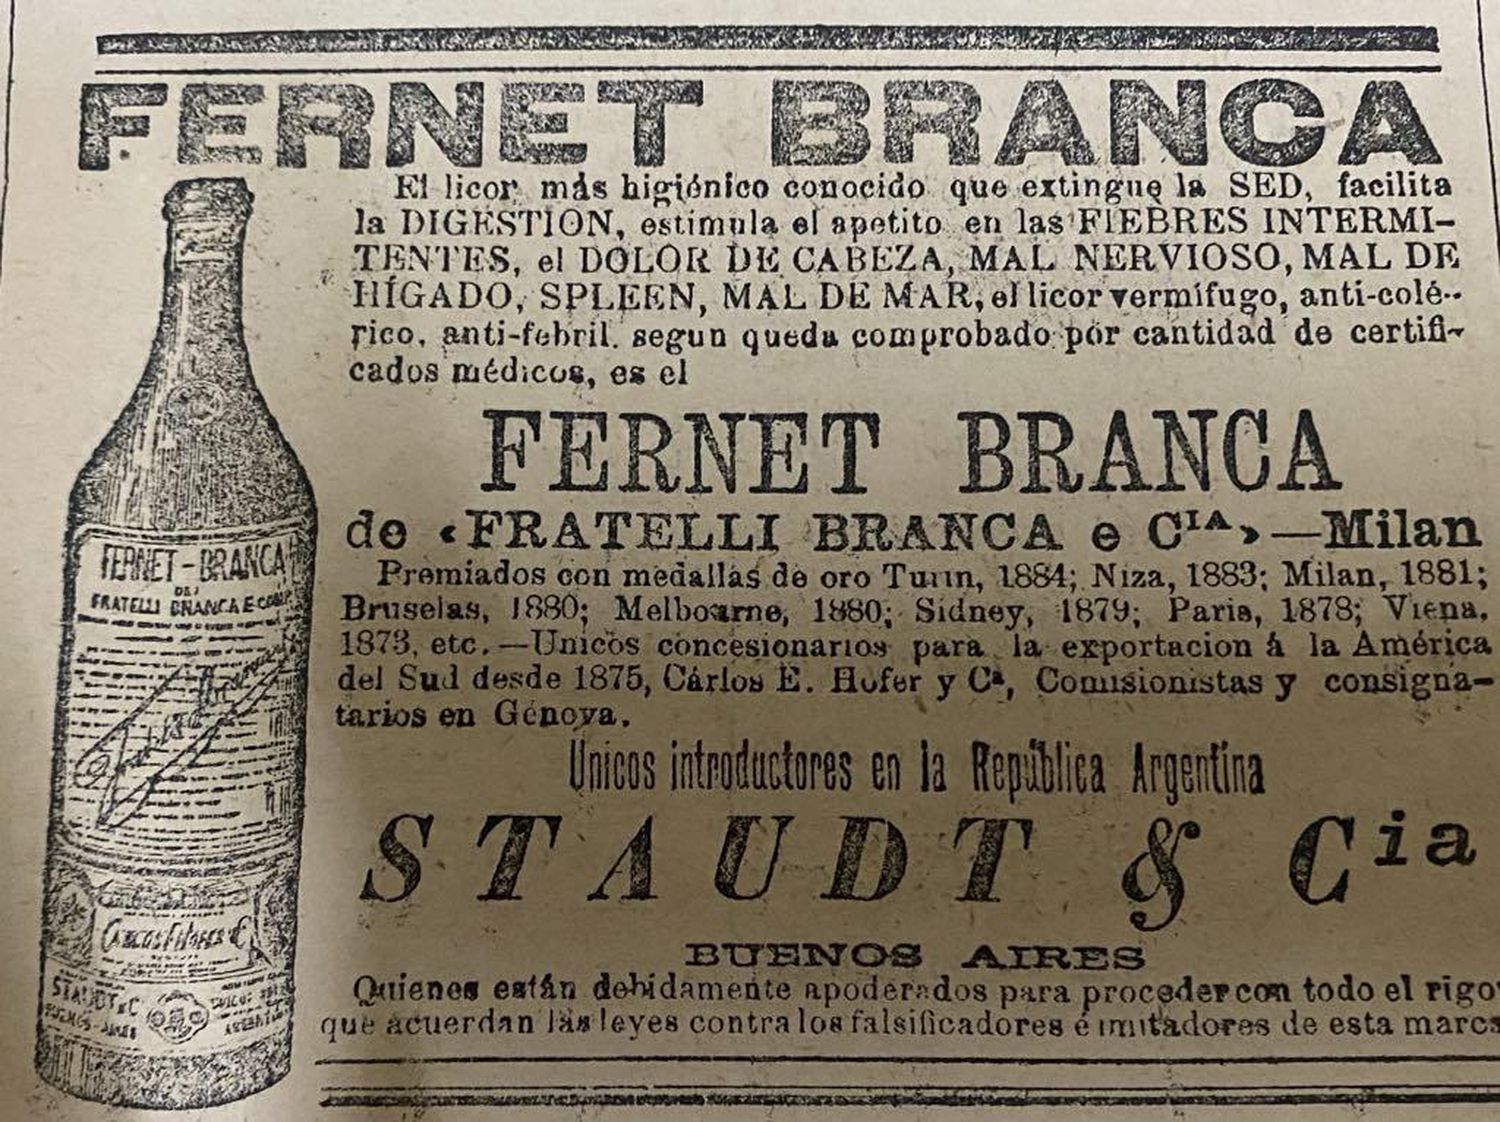 FERNET BRANCA
El licor más higiénico conocido que extingue la SED, facilita
la DIGESTION, estimula el apetito en las FIEBRES INTERMI-
TENTES, el DOLOR DE CABEZA, MAL NERVIOSO, MAL DE
HÍGADO, SPLEEN, MAL DE MAR, el licor vermífugo, anti-colé-
rico, anti-febril. segun queda comprobado por cantidad de certifi-
cados médicos, es el
FERNET BRANCA
de «FRATELLI BRANCA e CIA»—Milan
Premiados con medallas de oro Turin, 1884; Niza, 1883; Milan, 1881;
Bruselas, 1880; Melbourne, 1880; Sidney, 1879; Paris, 1878; Viena,
1873, etc.—Unicos concesionarios para la exportacion á la América
del Sud desde 1875, Cárlos E. Hofer y Cª, Comisionistas y consigna-
tarios en Génova.
Unicos introductores en la República Argentina
STAUDT & Cia
BUENOS AIRES
Quienes están debidamente apoderados para proceder con todo el rigo
que acuerdan las leyes contra los falsificadores é imitadores de esta marca
FERNET-BRANCA
DEI
FRATELLI BRANCA E COMP
STAUDT & C
BUENOS-AIRES